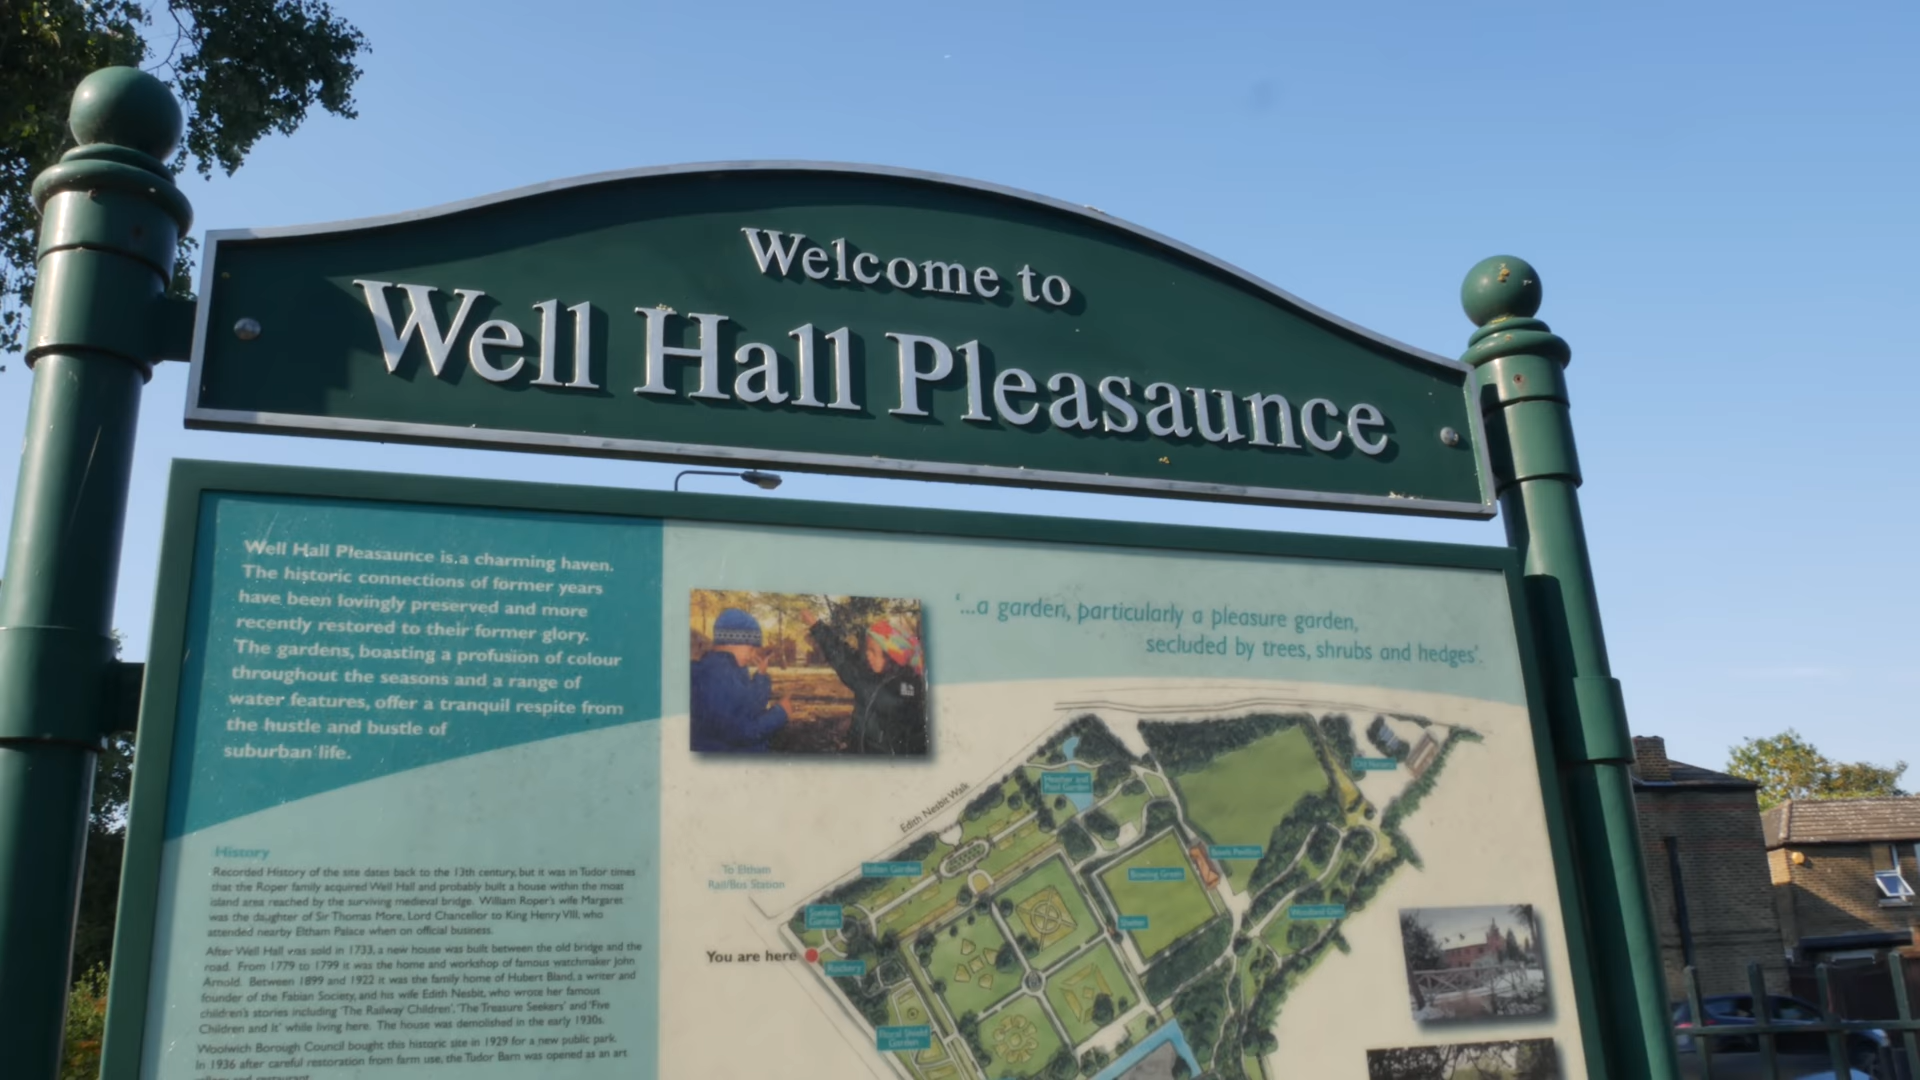 Welcome to
Well Hall Pleasaunce
Well Hall Pleasaunce is a charming haven.
The historic connections of former years
have been lovingly preserved and more
recently restored to their former glory.
The gardens, boasting a profusion of colour
throughout the seasons and a range of
water features, offer a tranquil respite from
the hustle and bustle of
suburban life.
'...a garden, particularly a pleasure garden,
secluded by trees, shrubs and hedges'.
History
Recorded History of the site dates back to the 13th century, but it was in Tudor times
that the Roper family acquired Well Hall and probably built a house within the most
island area reached by the surviving medieval bridge. William Roper's wife Margaret
was the daughter of Sir Thomas More, Lord Chancellor to King Henry VIII, who
attended nearby Eltham Palace when on official business.
After Well Hall was sold in 1733, a new house was built between the old bridge and the
road. From 1779 to 1799 it was the home and workshop of famous watchmaker John
Arnold. Between 1899 and 1922 it was the family home of Hubert Bland, a writer and
founder of the Fabian Society, and his wife Edith Nesbit, who wrote her famous
children's stories including 'The Railway Children', 'The Treasure Seekers' and 'Five
Children and It' while living here. The house was demolished in the early 1930s.
Woolwich Borough Council bought this historic site in 1929 for a new public park.
In 1936 after careful restoration from farm use, the Tudor Barn was opened as an art
Edith Nesbit Walk
To Eltham
Rail/Bus Station
You are here
Heather and
Pool Garden
Italian Garden
Sunken
Garden
Rockery
Bowling Green
Woodland Glen
Garden